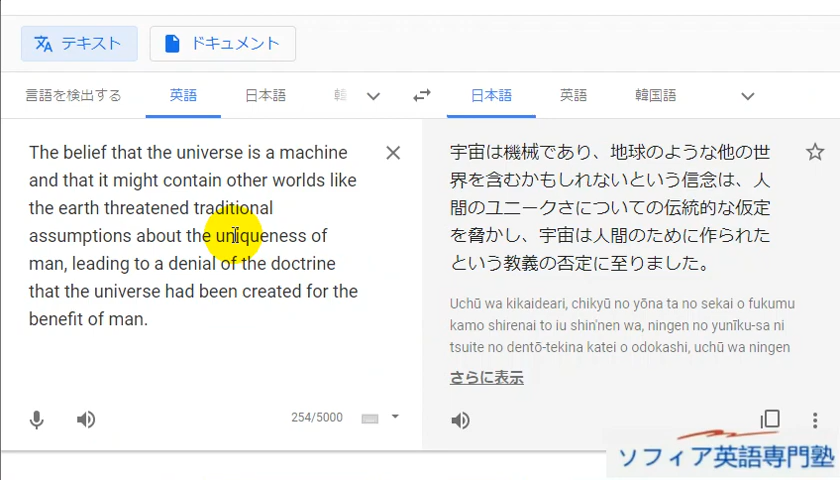 テキスト
ドキュメント
言語を検出する 英語 日本語 韓 日本語 英語 韓国語
The belief that the universe is a machine
and that it might contain other worlds like
the earth threatened traditional
assumptions about the uniqueness of
man, leading to a denial of the doctrine
that the universe had been created for the
benefit of man.
254/5000
宇宙は機械であり、地球のような他の世
界を含むかもしれないという信念は、人
間のユニークさについての伝統的な仮定
を脅かし、宇宙は人間のために作られた
という教義の否定に至りました。
Uchū wa kikaideari, chikyū no yōna ta no sekai o fukumu
kamo shirenai to iu shin'nen wa, ningen no yunīku-sa ni
tsuite no dentō-tekina katei o odokashi, uchū wa ningen
さらに表示
ソフィア英語専門塾